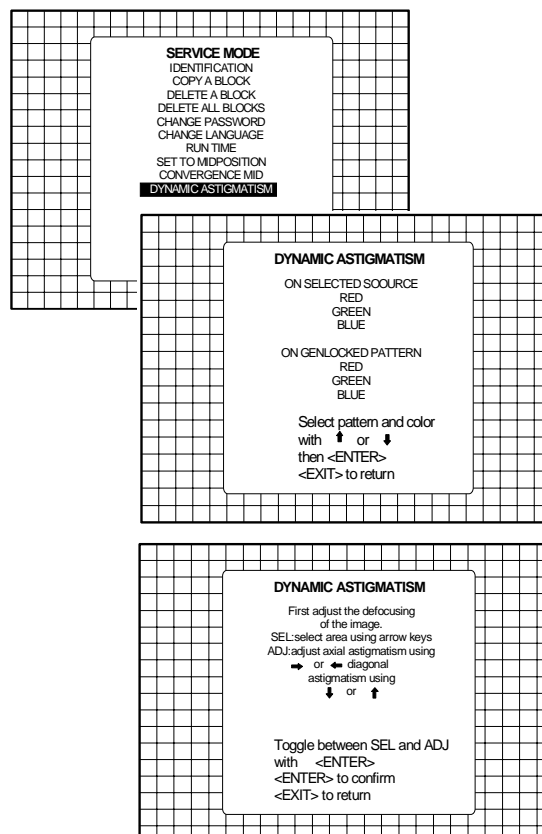 SERVICE MODE
IDENTIFICATION
COPY A BLOCK
DELETE A BLOCK
DELETE ALL BLOCKS
CHANGE PASSWORD
CHANGE LANGUAGE
RUN TIME
SET TO MIDPOSITION
CONVERGENCE MID
DYNAMIC ASTIGMATISM
DYNAMIC ASTIGMATISM
ON SELECTED SOOURCE
RED
GREEN
BLUE
ON GENLOCKED PATTERN
RED
GREEN
BLUE
Select pattern and color
with ⬆ or ⬇
then <ENTER>
<EXIT> to return
DYNAMIC ASTIGMATISM
First adjust the defocusing
of the image.
SEL:select area using arrow keys
ADJ:adjust axial astigmatism using
➡ or ⬅ diagonal
astigmatism using
⬇ or ⬆
Toggle between SEL and ADJ
with <ENTER>
<ENTER> to confirm
<EXIT> to return